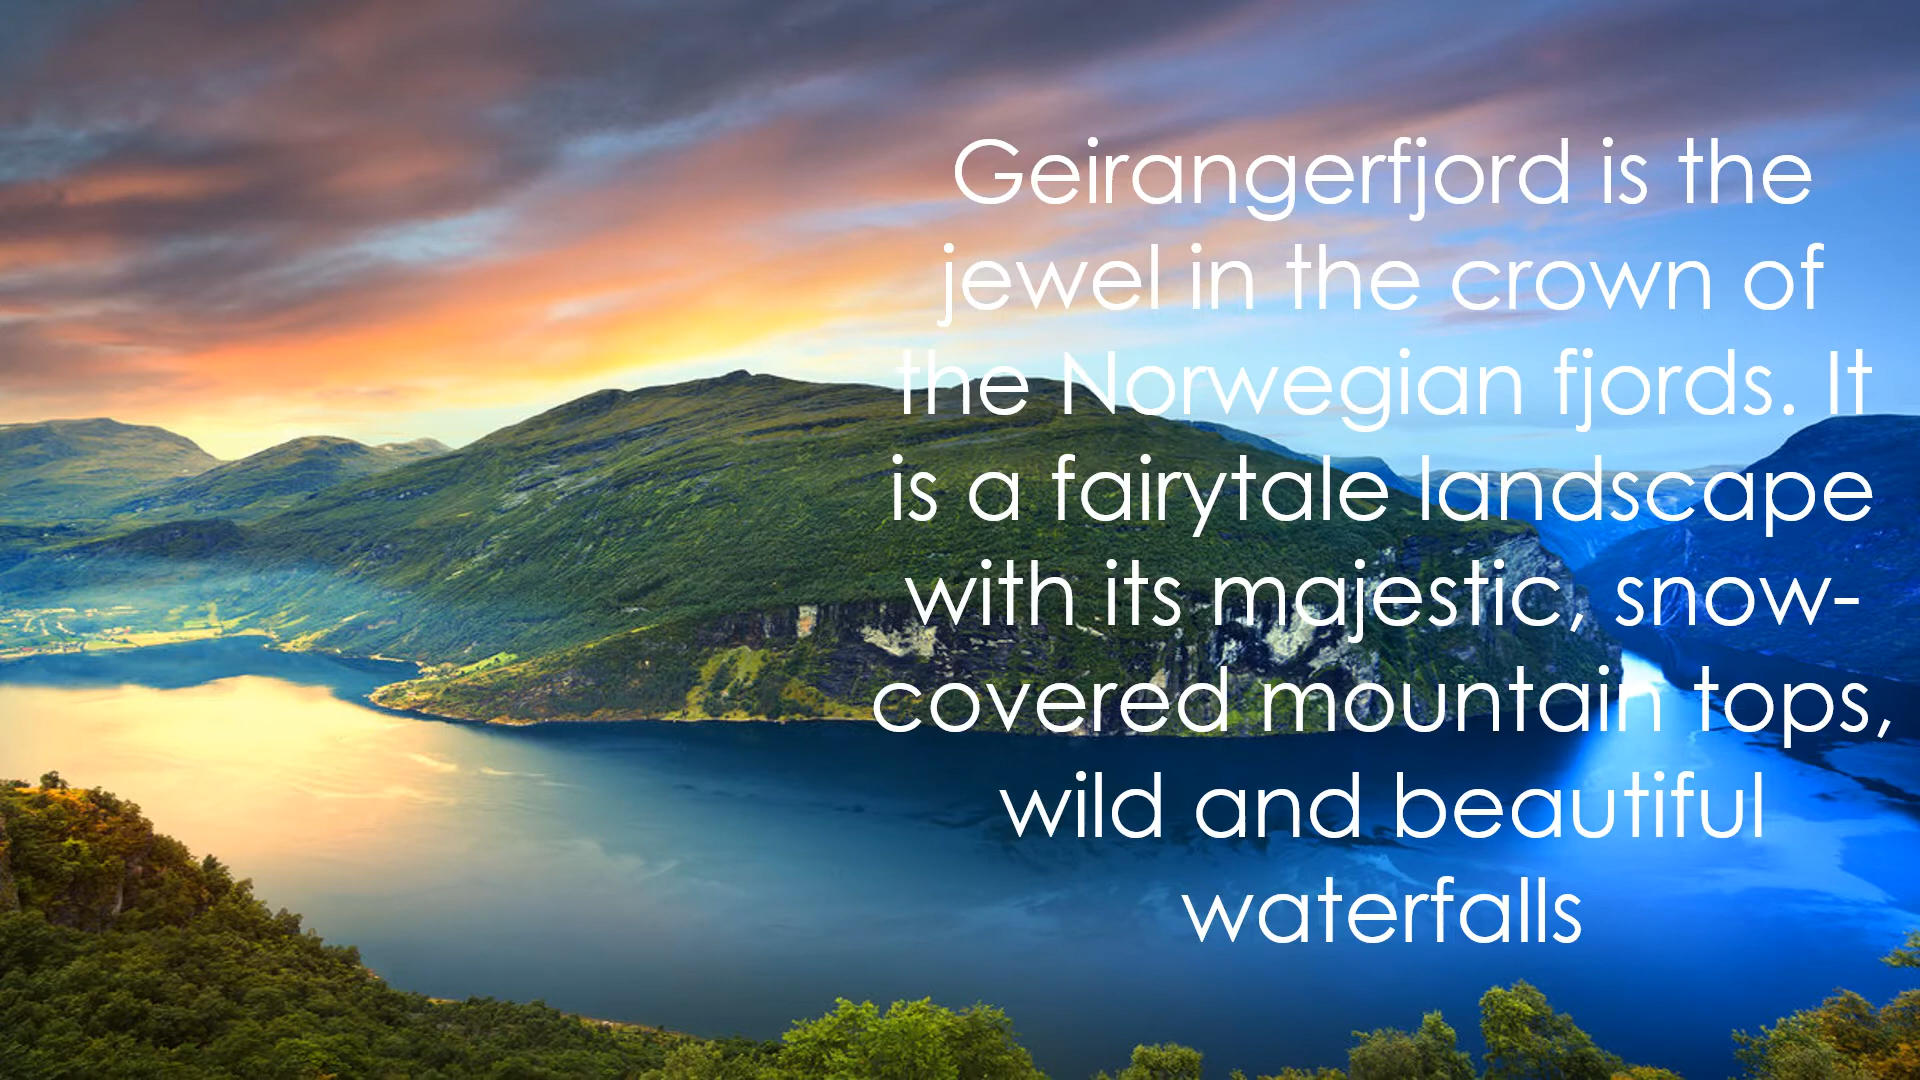 Geirangerfjord is the
jewel in the crown of
the Norwegian fjords. It
is a fairytale landscape
with its majestic, snow-
covered mountain tops,
wild and beautiful
waterfalls